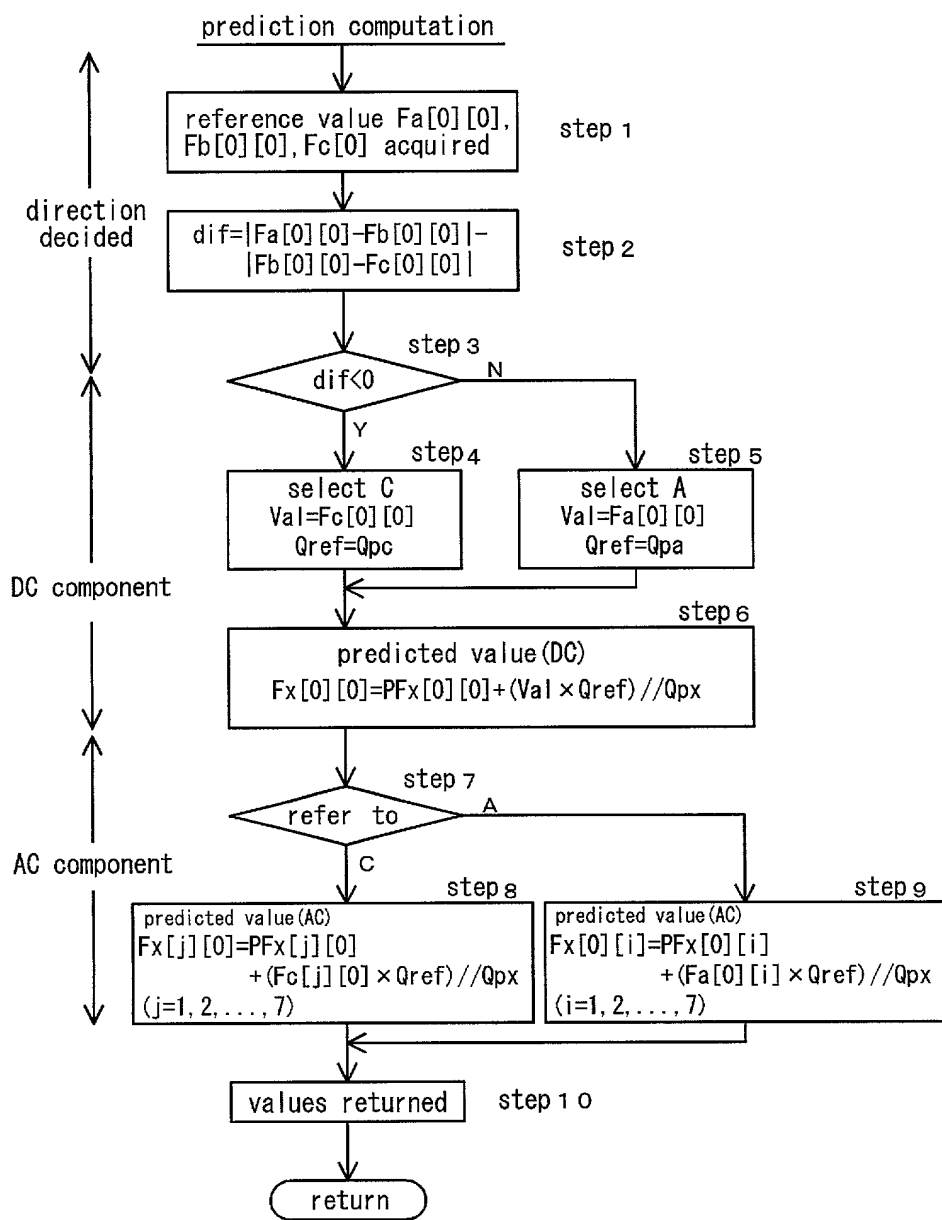 prediction computation
reference value Fa[0][0],
Fb[0][0],Fc[0] acquired
step 1
direction
decided
dif=|Fa[0][0]-Fb[0][0]|-
|Fb[0][0]-Fc[0][0]|
step 2
step 3
dif<0
N
Y
step 4
select C
Val=Fc[0][0]
Qref=Qpc
step 5
select A
Val=Fa[0][0]
Qref=Qpa
DC component
step 6
predicted value(DC)
Fx[0][0]=PFx[0][0]+(Val×Qref)//Qpx
step 7
refer to
A
C
AC component
step 8
predicted value(AC)
Fx[j][0]=PFx[j][0]
+(Fc[j][0]×Qref)//Qpx
(j=1,2,...,7)
step 9
predicted value(AC)
Fx[0][i]=PFx[0][i]
+(Fa[0][i]×Qref)//Qpx
(i=1,2,...,7)
values returned
step 10
return